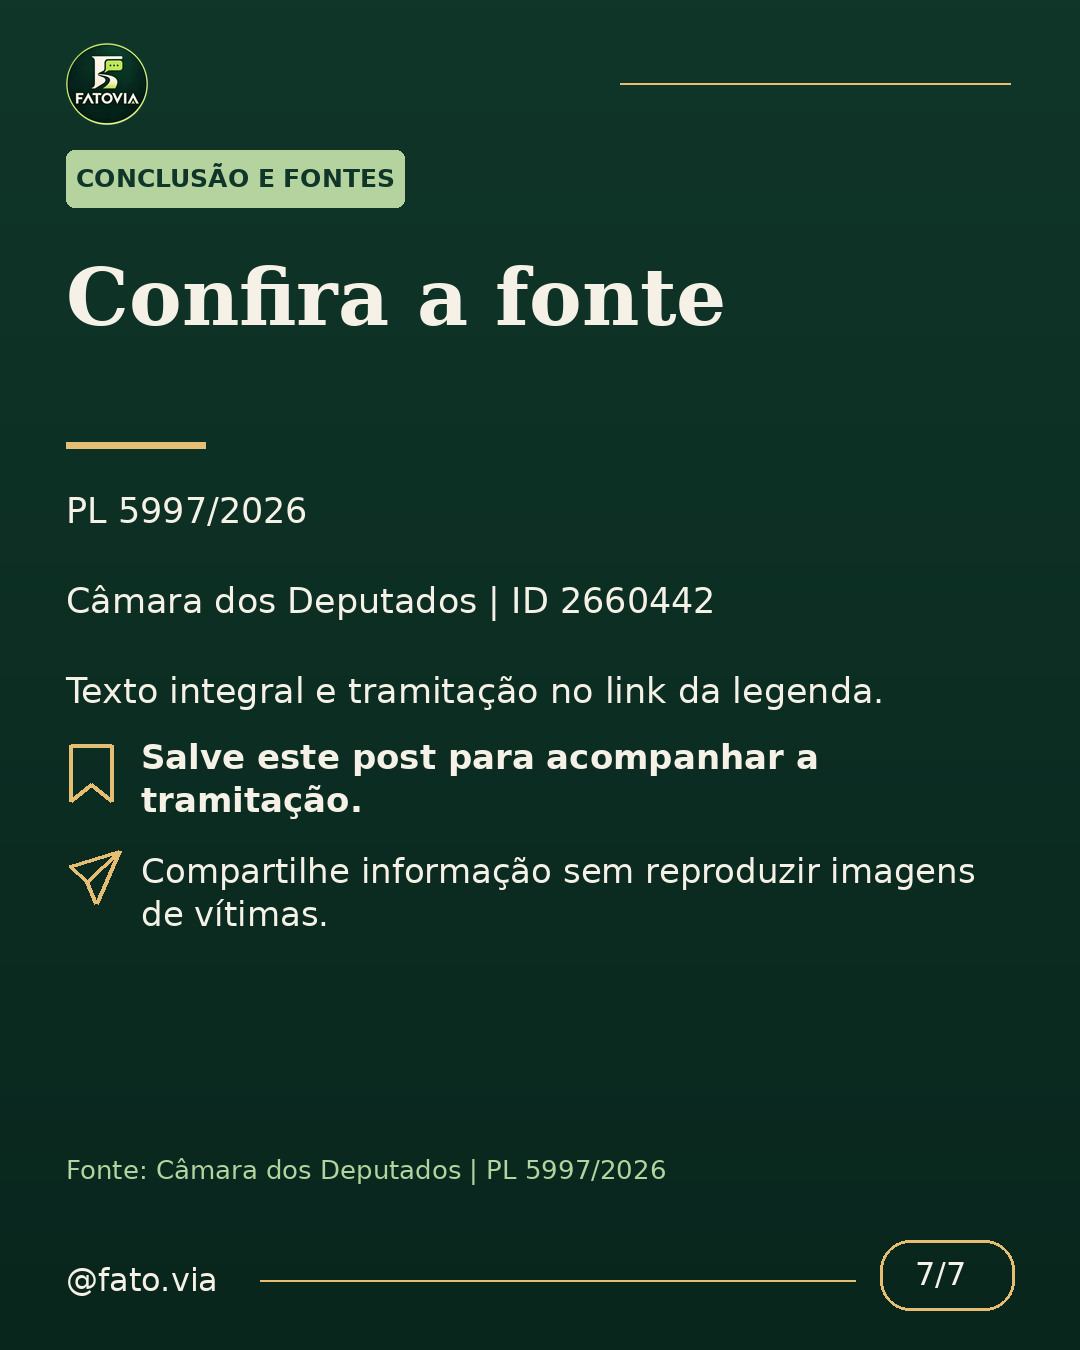 FATOVIA
CONCLUSÃO E FONTES
Confira a fonte
PL 5997/2026
Câmara dos Deputados | ID 2660442
Texto integral e tramitação no link da legenda.
Salve este post para acompanhar a
tramitação.
Compartilhe informação sem reproduzir imagens
de vítimas.
Fonte: Câmara dos Deputados | PL 5997/2026
@fato.via
7/7